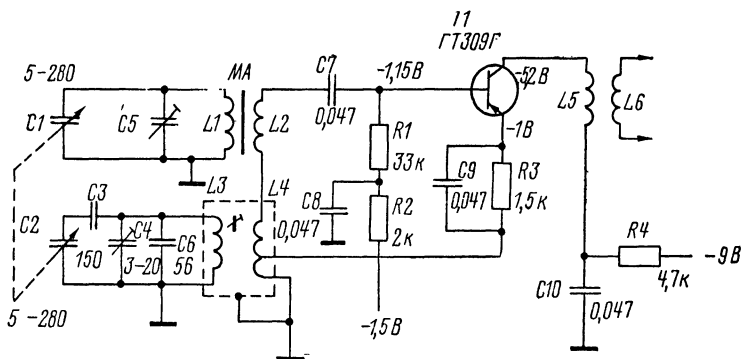 T1
ГТ309Г
5-280
МА
C7
-1,15В
-5,2В
C1
C5
L1
L2
0,047
L5
L6
R1
33к
-1В
C9
0,047
R3
1,5к
C3
L3
L4
C8
0,047
R2
2к
C2
150
C4
3-20
C6
56
R4
4,7к
-9В
5-280
-1,5В
C10
0,047